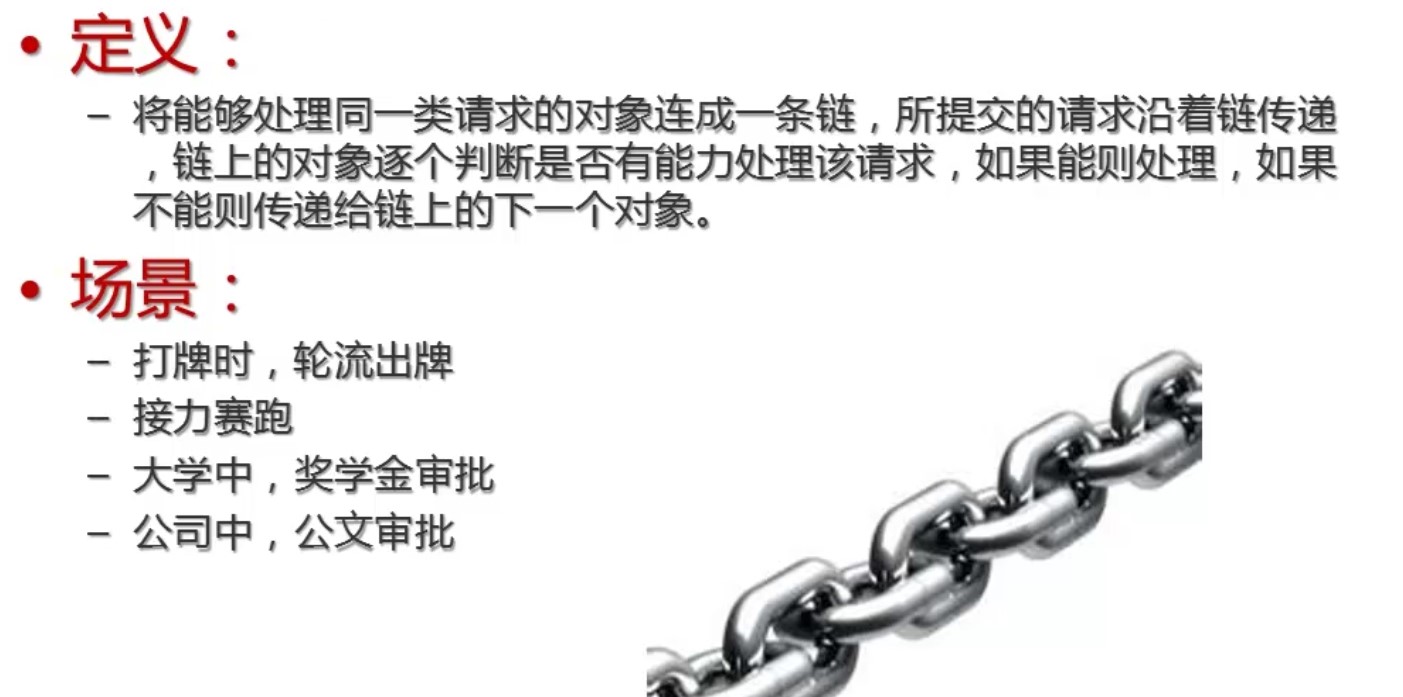 • 定义：
– 将能够处理同一类请求的对象连成一条链，所提交的请求沿着链传递
，链上的对象逐个判断是否有能力处理该请求，如果能则处理，如果
不能则传递给链上的下一个对象。
• 场景：
– 打牌时，轮流出牌
– 接力赛跑
– 大学中，奖学金审批
– 公司中，公文审批